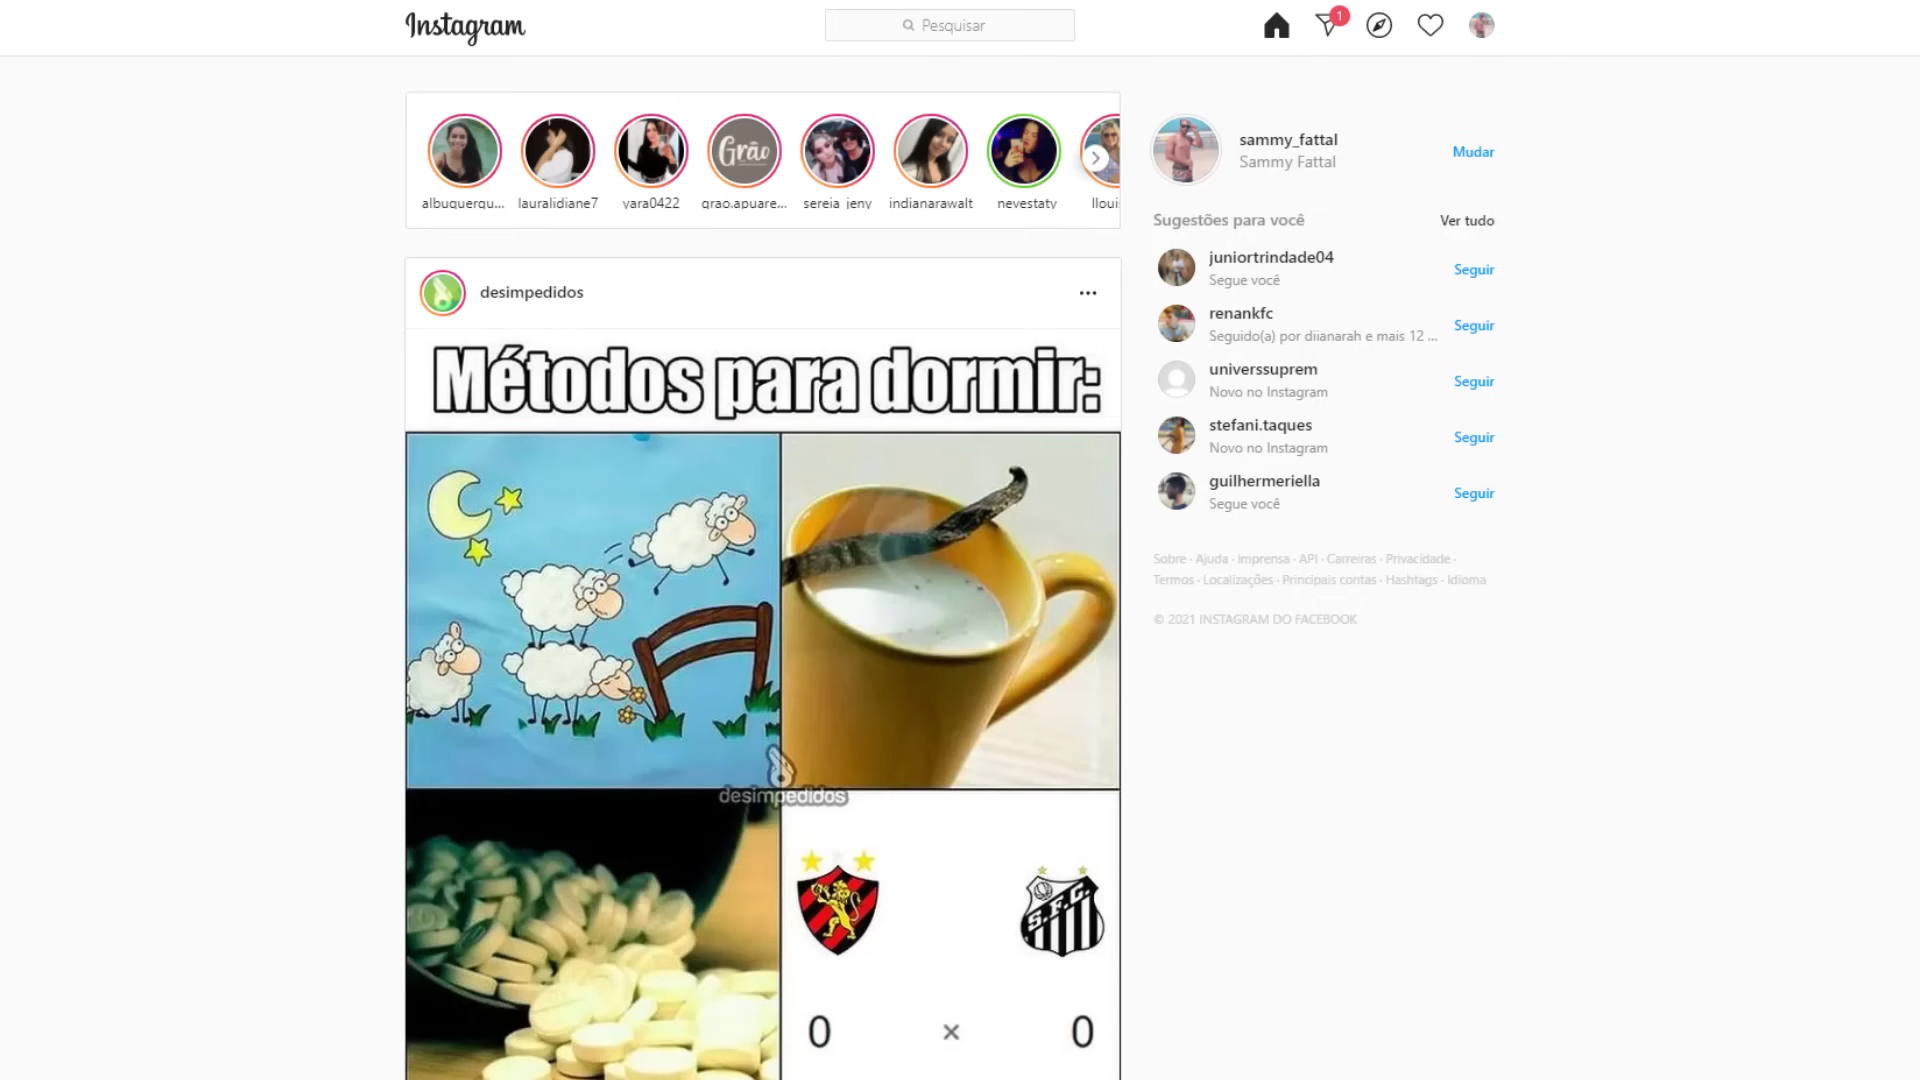 Instagram
Pesquisar
1
albuquerqu...
lauralidiane7
yara0422
Grão
grao.apuare...
sereia_jeny
indianarawalt
nevestaty
sammy_fattal
Sammy Fattal
Mudar
Sugestões para você
Ver tudo
juniortrindade04
Segue você
Seguir
renankfc
Seguido(a) por diianarah e mais 12 ...
Seguir
universsuprem
Novo no Instagram
Seguir
stefani.taques
Novo no Instagram
Seguir
guilhermeriella
Segue você
Seguir
Sobre · Ajuda · Imprensa · API · Carreiras · Privacidade ·
Termos · Localizações · Principais contas · Hashtags · Idioma
© 2021 INSTAGRAM DO FACEBOOK
desimpedidos
Métodos para dormir:
desimpedidos
S.F.C.
0 × 0